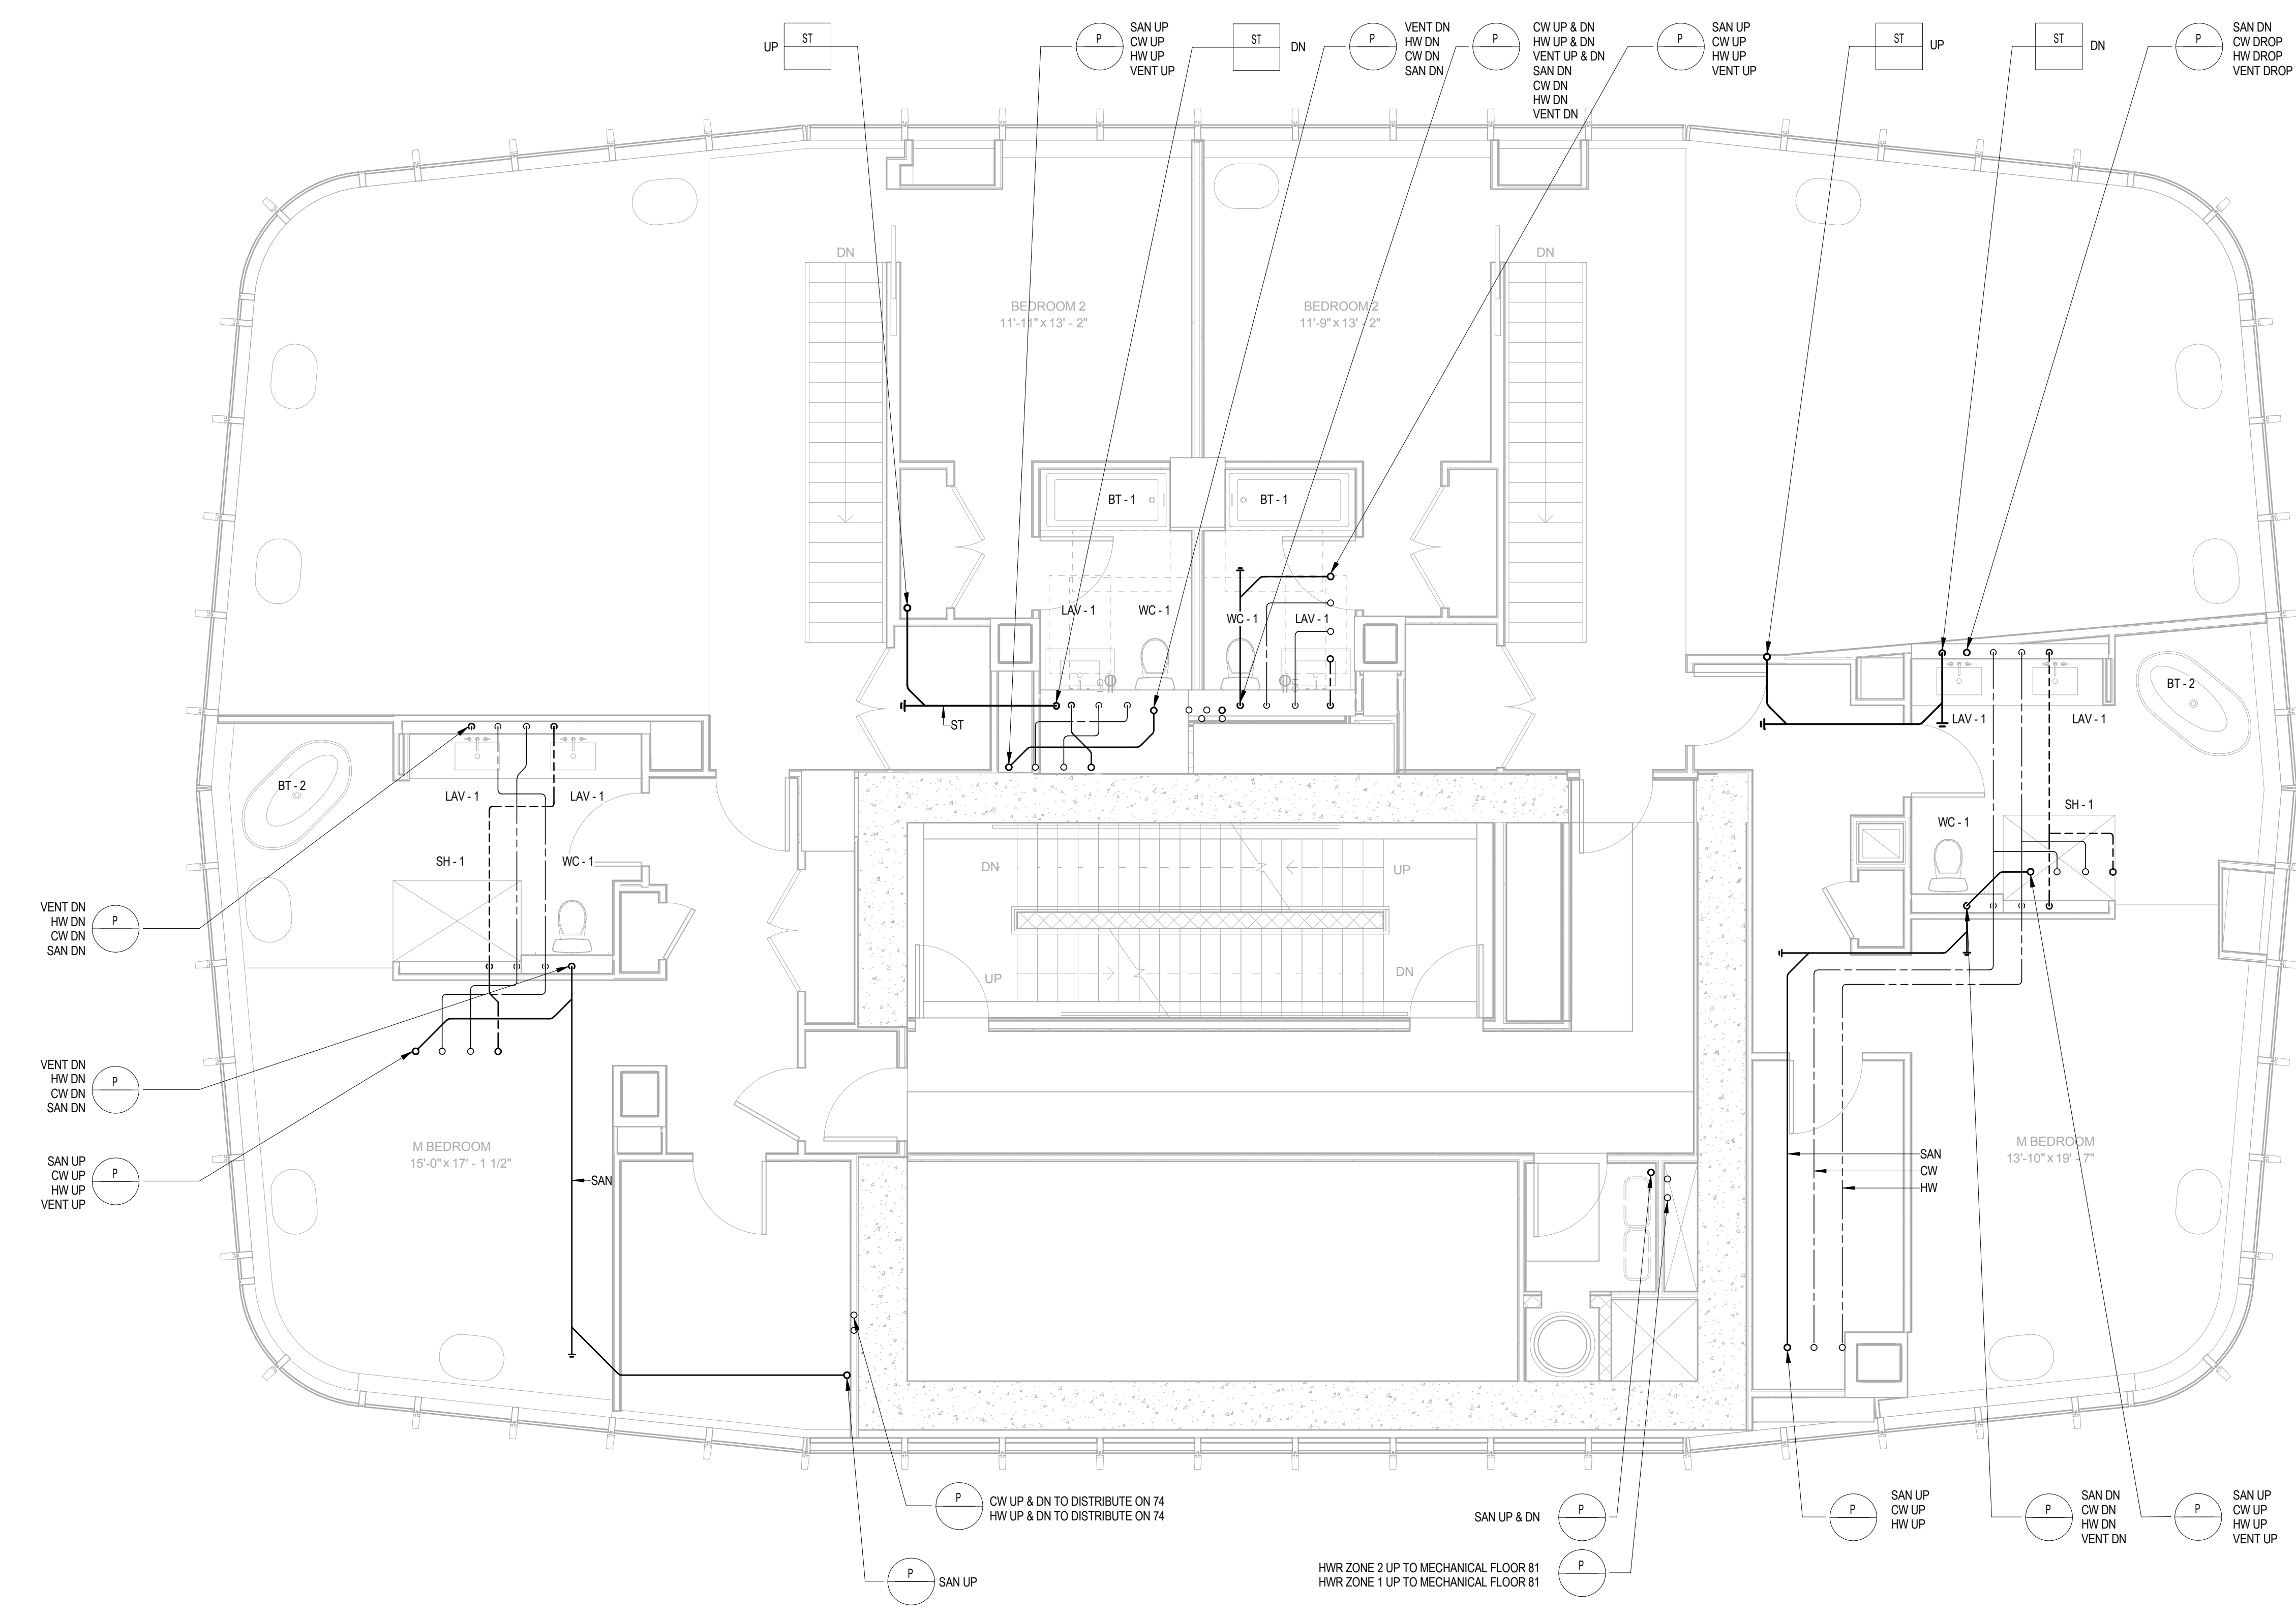 UP
ST
P
SAN UP
CW UP
HW UP
VENT UP
ST
DN
P
VENT DN
HW DN
CW DN
SAN DN
P
CW UP & DN
HW UP & DN
VENT UP & DN
SAN DN
CW DN
HW DN
VENT DN
P
SAN UP
CW UP
HW UP
VENT UP
ST
UP
ST
DN
P
SAN DN
CW DROP
HW DROP
VENT DROP
DN
DN
BEDROOM 2
11'-11" x 13' - 2"
BEDROOM 2
11'-9" x 13' - 2"
BT - 1
BT - 1
LAV - 1
WC - 1
WC - 1
LAV - 1
ST
BT - 2
LAV - 1
LAV - 1
BT - 2
LAV - 1
LAV - 1
SH - 1
WC - 1
SH - 1
WC - 1
DN
UP
UP
DN
VENT DN
HW DN
CW DN
SAN DN
P
VENT DN
HW DN
CW DN
SAN DN
P
SAN UP
CW UP
HW UP
VENT UP
P
M BEDROOM
15'-0" x 17' - 1 1/2"
SAN
SAN
CW
HW
M BEDROOM
13'-10" x 19' - 7"
P
CW UP & DN TO DISTRIBUTE ON 74
HW UP & DN TO DISTRIBUTE ON 74
P
SAN UP
SAN UP & DN
P
HWR ZONE 2 UP TO MECHANICAL FLOOR 81
HWR ZONE 1 UP TO MECHANICAL FLOOR 81
P
P
SAN UP
CW UP
HW UP
P
SAN DN
CW DN
HW DN
VENT DN
P
SAN UP
CW UP
HW UP
VENT UP